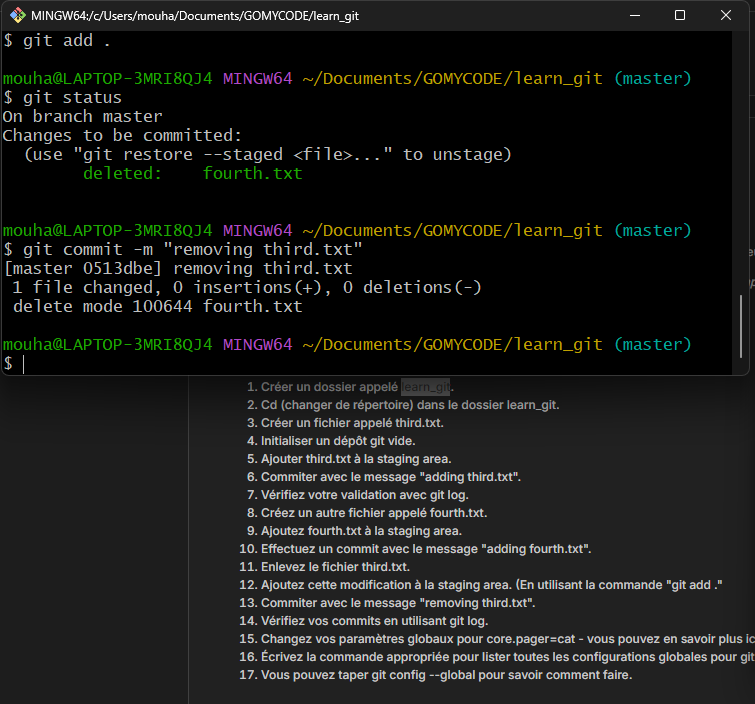 MINGW64:/c/Users/mouha/Documents/GOMYCODE/learn_git
$ git add .
mouha@LAPTOP-3MRI8QJ4 MINGW64 ~/Documents/GOMYCODE/learn_git (master)
$ git status
On branch master
Changes to be committed:
  (use "git restore --staged <file>..." to unstage)
        deleted:    fourth.txt
mouha@LAPTOP-3MRI8QJ4 MINGW64 ~/Documents/GOMYCODE/learn_git (master)
$ git commit -m "removing third.txt"
[master 0513dbe] removing third.txt
 1 file changed, 0 insertions(+), 0 deletions(-)
 delete mode 100644 fourth.txt
mouha@LAPTOP-3MRI8QJ4 MINGW64 ~/Documents/GOMYCODE/learn_git (master)
$
1. Créer un dossier appelé learn_git.
2. Cd (changer de répertoire) dans le dossier learn_git.
3. Créer un fichier appelé third.txt.
4. Initialiser un dépôt git vide.
5. Ajouter third.txt à la staging area.
6. Commiter avec le message "adding third.txt".
7. Vérifiez votre validation avec git log.
8. Créez un autre fichier appelé fourth.txt.
9. Ajoutez fourth.txt à la staging area.
10. Effectuez un commit avec le message "adding fourth.txt".
11. Enlevez le fichier third.txt.
12. Ajoutez cette modification à la staging area. (En utilisant la commande "git add ."
13. Commiter avec le message "removing third.txt".
14. Vérifiez vos commits en utilisant git log.
15. Changez vos paramètres globaux pour core.pager=cat - vous pouvez en savoir plus ic
16. Écrivez la commande appropriée pour lister toutes les configurations globales pour git
17. Vous pouvez taper git config --global pour savoir comment faire.